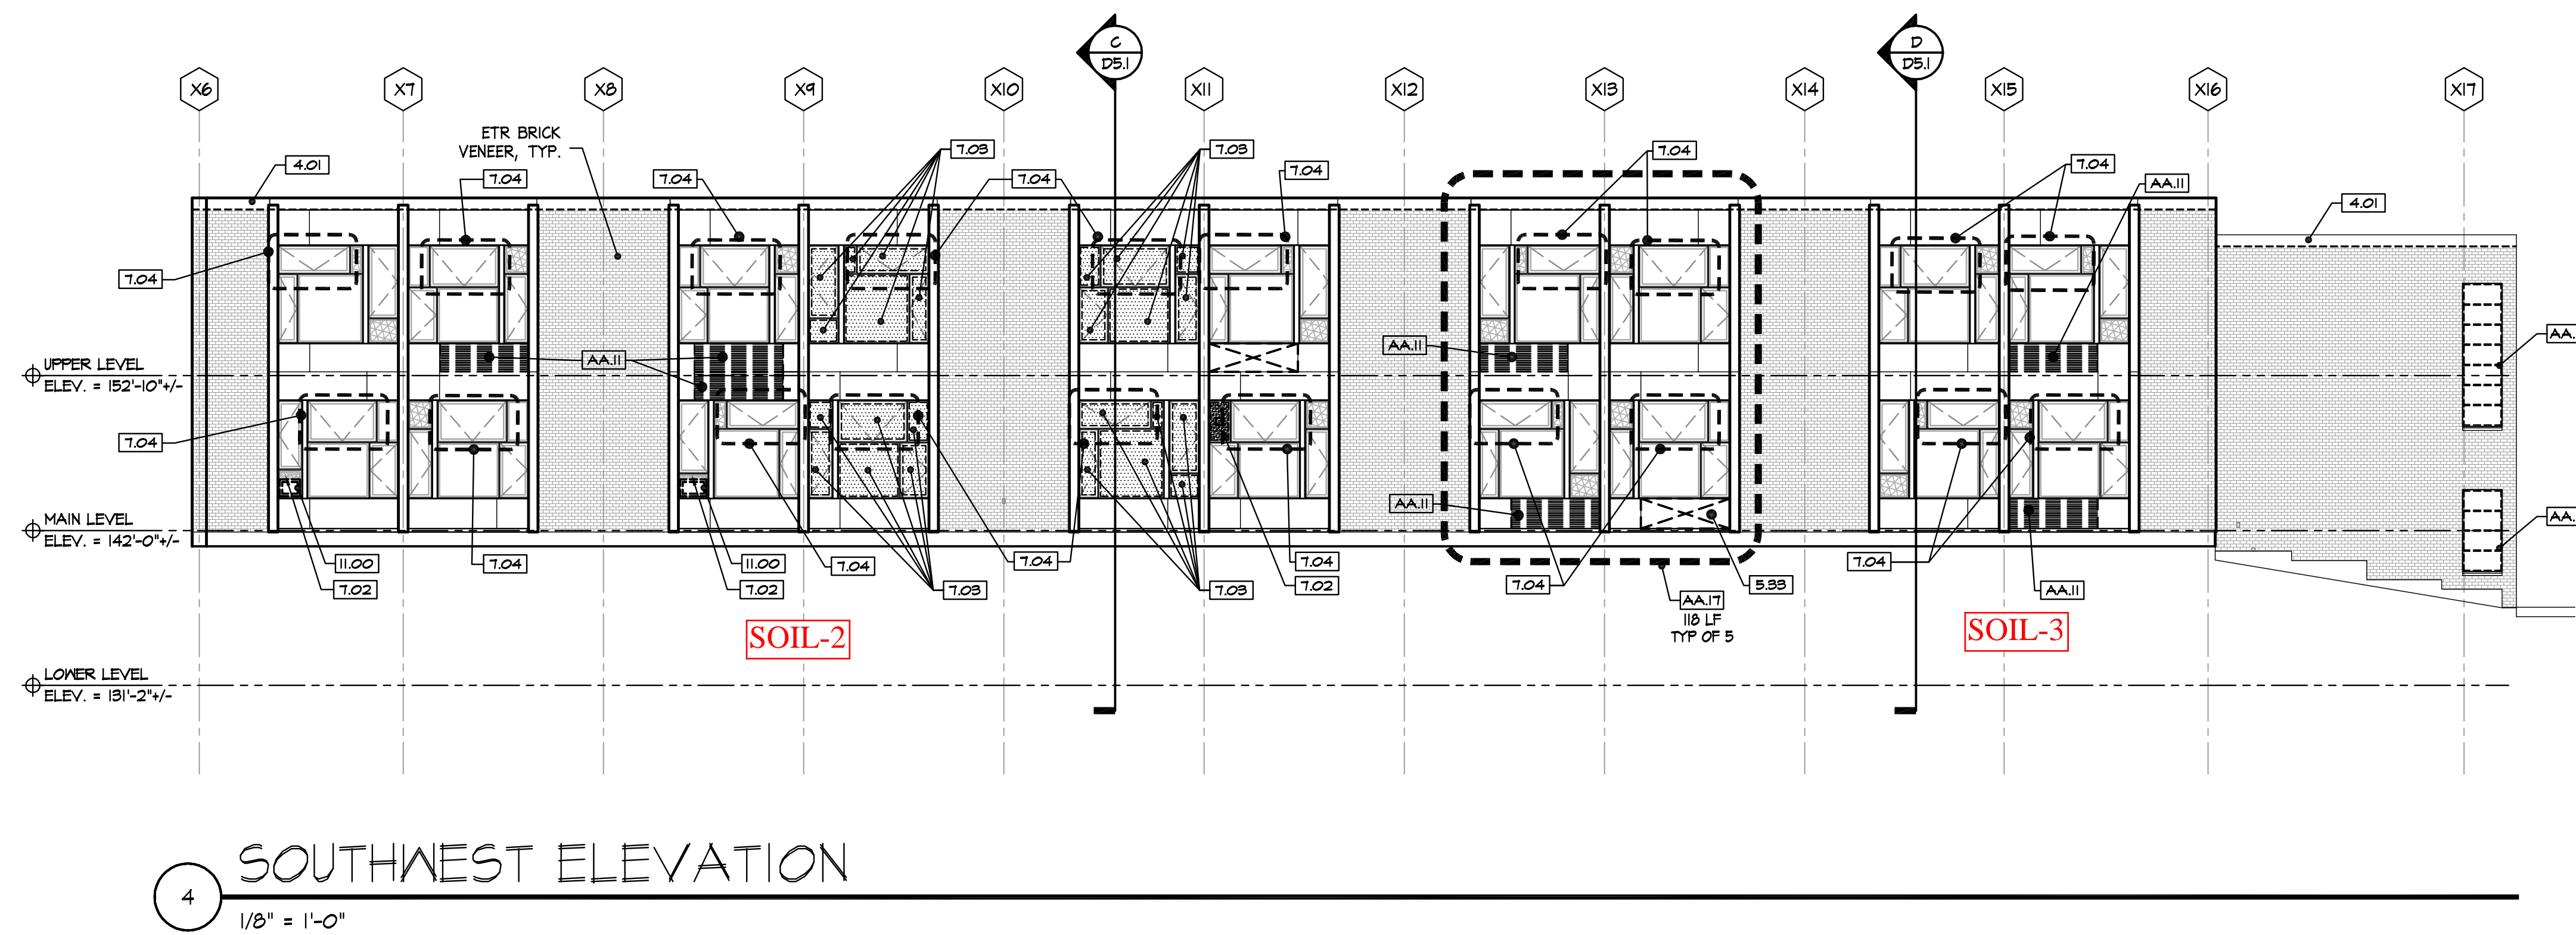 C
D5.1
D
D5.1
X6
X7
X8
X9
X10
X11
X12
X13
X14
X15
X16
X17
ETR BRICK
VENEER, TYP.
4.01
7.04
7.04
7.03
7.04
7.03
7.04
7.04
7.04
AA.11
4.01
7.04
AA.11
AA.11
AA.
UPPER LEVEL
ELEV. = 152'-10"+/-
7.04
AA.11
AA.
MAIN LEVEL
ELEV. = 142'-0"+/-
11.00
7.02
7.04
11.00
7.02
7.04
7.03
7.04
7.03
7.04
7.02
7.04
AA.17
118 LF
TYP OF 5
5.33
7.04
AA.11
SOIL-2
SOIL-3
LOWER LEVEL
ELEV. = 131'-2"+/-
4
SOUTHWEST ELEVATION
1/8" = 1'-0"